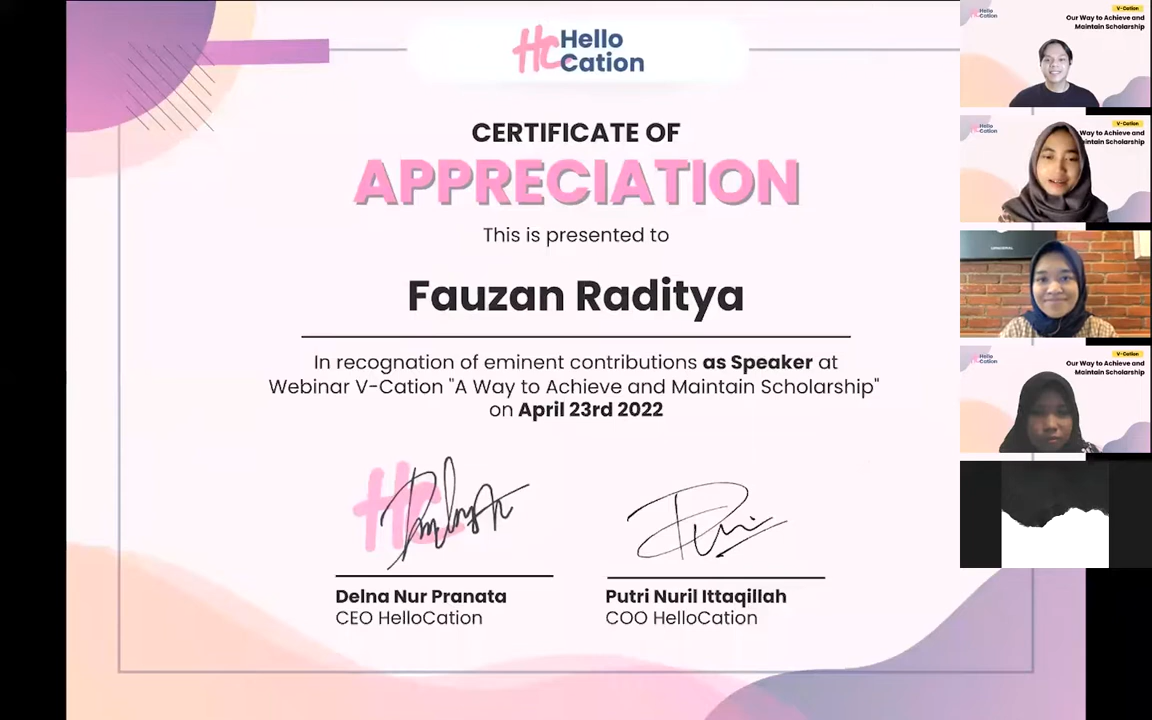 Hello
Cation
CERTIFICATE OF
APPRECIATION
This is presented to
Fauzan Raditya
In recognation of eminent contributions as Speaker at
Webinar V-Cation "A Way to Achieve and Maintain Scholarship"
on April 23rd 2022
Delna Nur Pranata
CEO HelloCation
Putri Nuril Ittaqillah
COO HelloCation
Hello
Cation
V-Cation
Our Way to Achieve and
Maintain Scholarship
Hello
Cation
V-Cation
Way to Achieve and
Scholarship
Hello
Cation
V-Cation
Our Way to Achieve and
Maintain Scholarship